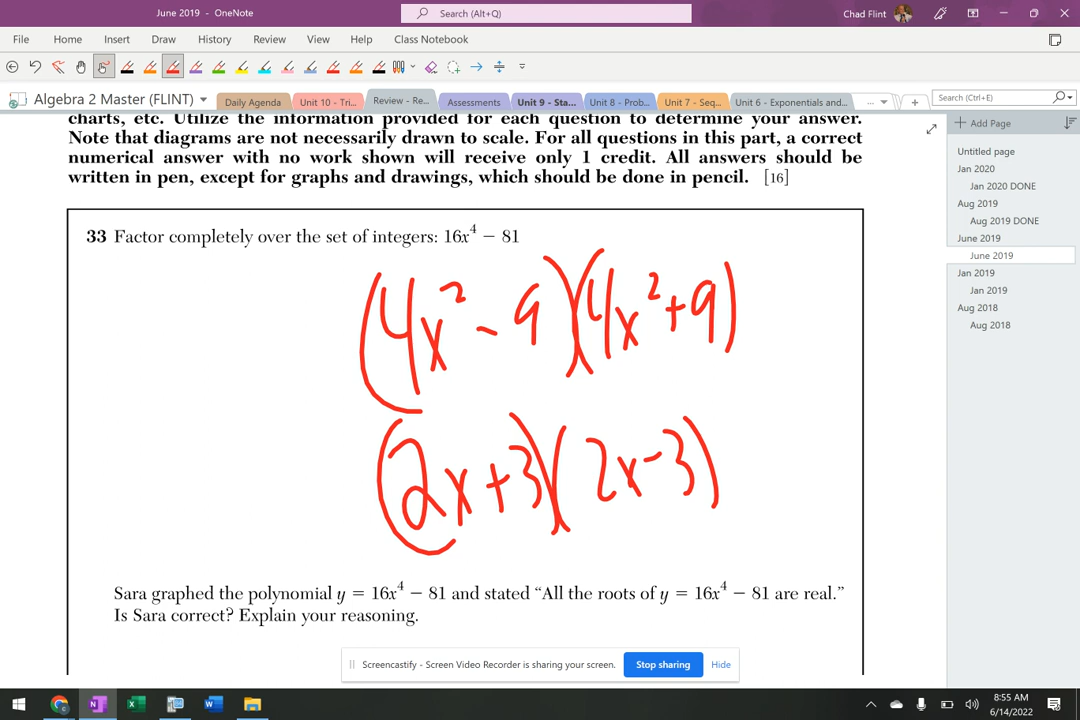 June 2019 - OneNote
Search (Alt+Q)
Chad Flint
File Home Insert Draw History Review View Help Class Notebook
Algebra 2 Master (FLINT)
Daily Agenda
Unit 10 - Tri...
Review - Re...
Assessments
Unit 9 - Sta...
Unit 8 - Prob...
Unit 7 - Seq...
Unit 6 - Exponentials and...
...
Search (Ctrl+E)
charts, etc. Utilize the information provided for each question to determine your answer.
Note that diagrams are not necessarily drawn to scale. For all questions in this part, a correct
numerical answer with no work shown will receive only 1 credit. All answers should be
written in pen, except for graphs and drawings, which should be done in pencil. [16]
33 Factor completely over the set of integers: 16x⁴ − 81
(4x² - 9)(4x² + 9)
(2x + 3)(2x - 3)
Sara graphed the polynomial y = 16x⁴ − 81 and stated “All the roots of y = 16x⁴ − 81 are real.”
Is Sara correct? Explain your reasoning.
Add Page
Untitled page
Jan 2020
Jan 2020 DONE
Aug 2019
Aug 2019 DONE
June 2019
June 2019
Jan 2019
Jan 2019
Aug 2018
Aug 2018
Screencastify - Screen Video Recorder is sharing your screen.
Stop sharing
Hide
8:55 AM
6/14/2022